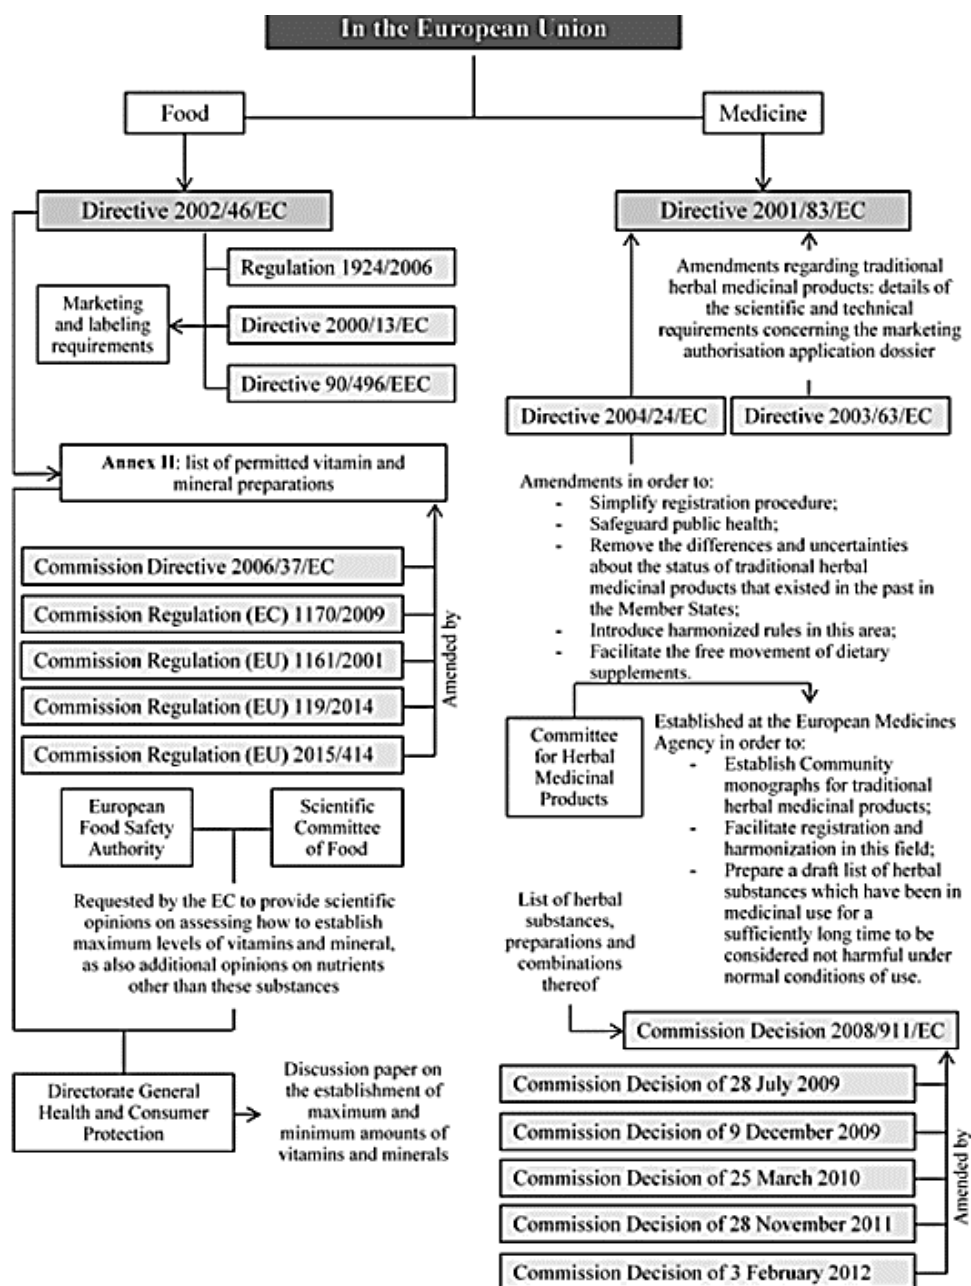 In the European Union
Food
Medicine
Directive 2002/46/EC
Regulation 1924/2006
Marketing
and labeling
requirements
Directive 2000/13/EC
Directive 90/496/EEC
Annex II: list of permitted vitamin and
mineral preparations
Commission Directive 2006/37/EC
Commission Regulation (EC) 1170/2009
Commission Regulation (EU) 1161/2001
Commission Regulation (EU) 119/2014
Commission Regulation (EU) 2015/414
Amended by
European
Food Safety
Authority
Scientific
Committee
of Food
Requested by the EC to provide scientific
opinions on assessing how to establish
maximum levels of vitamins and mineral,
as also additional opinions on nutrients
other than these substances
Directorate General
Health and Consumer
Protection
Discussion paper on
the establishment of
maximum and
minimum amounts of
vitamins and minerals
Directive 2001/83/EC
Amendments regarding traditional
herbal medicinal products: details of
the scientific and technical
requirements concerning the marketing
authorisation application dossier
Directive 2004/24/EC
Directive 2003/63/EC
Amendments in order to:
- Simplify registration procedure;
- Safeguard public health;
- Remove the differences and uncertainties
about the status of traditional herbal
medicinal products that existed in the past in
the Member States;
- Introduce harmonized rules in this area;
- Facilitate the free movement of dietary
supplements.
Committee
for Herbal
Medicinal
Products
Established at the European Medicines
Agency in order to:
- Establish Community
monographs for traditional
herbal medicinal products;
- Facilitate registration and
harmonization in this field;
- Prepare a draft list of herbal
substances which have been in
medicinal use for a
sufficiently long time to be
considered not harmful under
normal conditions of use.
List of herbal
substances,
preparations and
combinations
thereof
Commission Decision 2008/911/EC
Commission Decision of 28 July 2009
Commission Decision of 9 December 2009
Commission Decision of 25 March 2010
Commission Decision of 28 November 2011
Commission Decision of 3 February 2012
Amended by